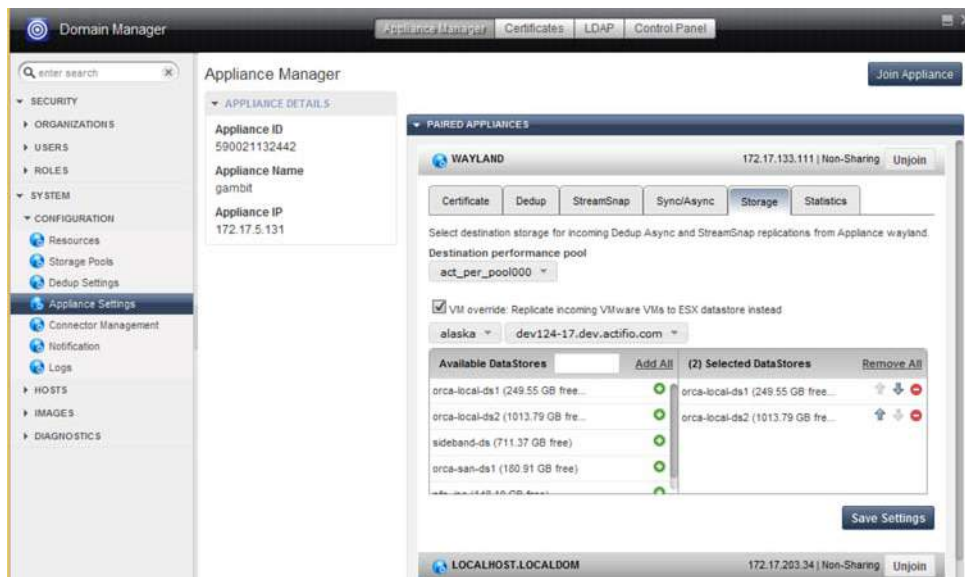 Domain Manager
Appliance Manager Certificates LDAP Control Panel
enter search
SECURITY
ORGANIZATIONS
USERS
ROLES
SYSTEM
CONFIGURATION
Resources
Storage Pools
Dedup Settings
Appliance Settings
Connector Management
Notification
Logs
HOSTS
IMAGES
DIAGNOSTICS
Appliance Manager
Join Appliance
APPLIANCE DETAILS
Appliance ID
590021132442
Appliance Name
gambit
Appliance IP
172.17.5.131
PAIRED APPLIANCES
WAYLAND 172.17.133.111 | Non-Sharing Unjoin
Certificate Dedup StreamSnap Sync/Async Storage Statistics
Select destination storage for incoming Dedup Async and StreamSnap replications from Appliance wayland.
Destination performance pool
act_per_pool000
VM override: Replicate incoming VMware VMs to ESX datastore instead
alaska dev124-17.dev.actifio.com
Available DataStores Add All (2) Selected DataStores Remove All
orca-local-ds1 (249.55 GB free... orca-local-ds1 (249.55 GB free...
orca-local-ds2 (1013.79 GB fre... orca-local-ds2 (1013.79 GB fre...
sideband-ds (711.37 GB free)
orca-san-ds1 (180.91 GB free)
Save Settings
LOCALHOST.LOCALDOM 172.17.203.34 | Non-Sharing Unjoin